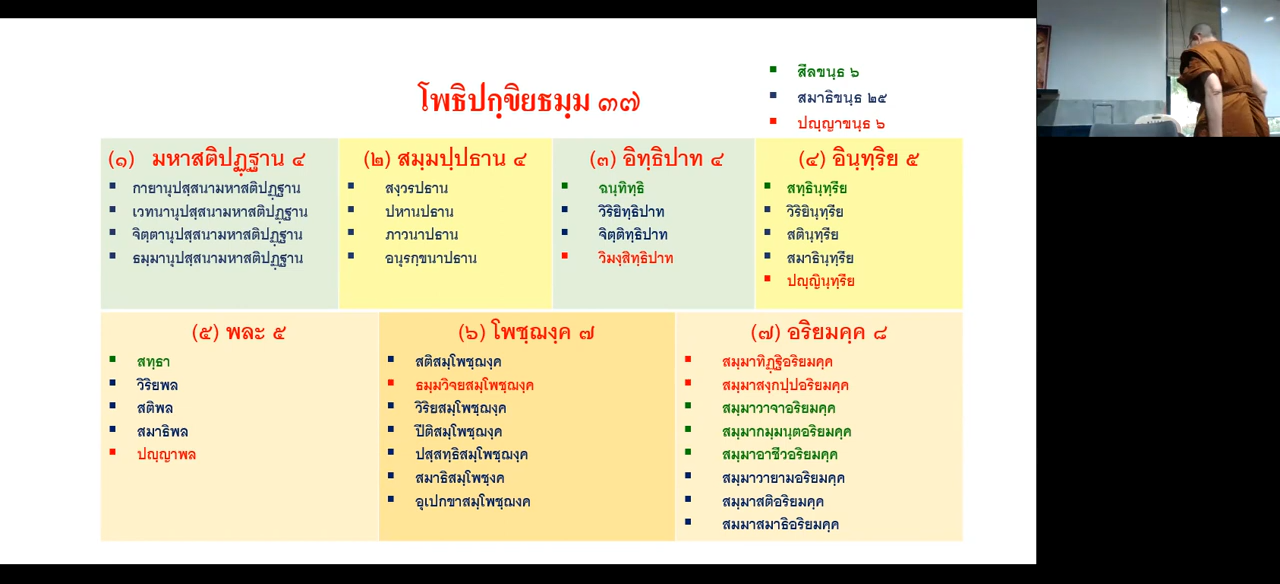 โพธิปกฺขิยธมฺม ๓๗
สีลขนฺธ ๖
สมาธิขนฺธ ๒๕
ปญฺญาขนฺธ ๖
(๑) มหาสติปฏฺฐาน ๔
กายานุปสฺสนามหาสติปฏฺฐาน
เวทนานุปสฺสนามหาสติปฏฺฐาน
จิตฺตานุปสฺสนามหาสติปฏฺฐาน
ธมฺมานุปสฺสนามหาสติปฏฺฐาน
(๒) สมฺมปฺปธาน ๔
สงฺวรปธาน
ปหานปธาน
ภาวนาปธาน
อนุรกฺขนาปธาน
(๓) อิทฺธิปาท ๔
ฉนฺทิทฺธิ
วิริยิทฺธิปาท
จิตฺติทฺธิปาท
วิมงฺสิทฺธิปาท
(๔) อินฺทฺริย ๕
สทฺธินฺทฺรีย
วิริยินฺทฺรีย
สตินฺทฺรีย
สมาธินฺทฺรีย
ปญฺญินฺทฺรีย
(๕) พละ ๕
สทฺธา
วิริยพล
สติพล
สมาธิพล
ปญฺญาพล
(๖) โพชฺฌงฺค ๗
สติสมฺโพชฺฌงฺค
ธมฺมวิจยสมฺโพชฺฌงฺค
วิริยสมฺโพชฺฌงฺค
ปีติสมฺโพชฺฌงฺค
ปสฺสทฺธิสมฺโพชฺฌงฺค
สมาธิสมฺโพชฺงค
อุเปกขาสมฺโพชฺฌงค
(๗) อริยมคฺค ๘
สมฺมาทิฏฺฐิอริยมคฺค
สมฺมาสงฺกปฺปอริยมคฺค
สมฺมาวาจาอริยมคฺค
สมฺมากมฺมนฺตอริยมคฺค
สมฺมาอาชีวอริยมคฺค
สมฺมาวายามอริยมคฺค
สมฺมาสติอริยมคฺค
สมมาสมาธิอริยมคฺค